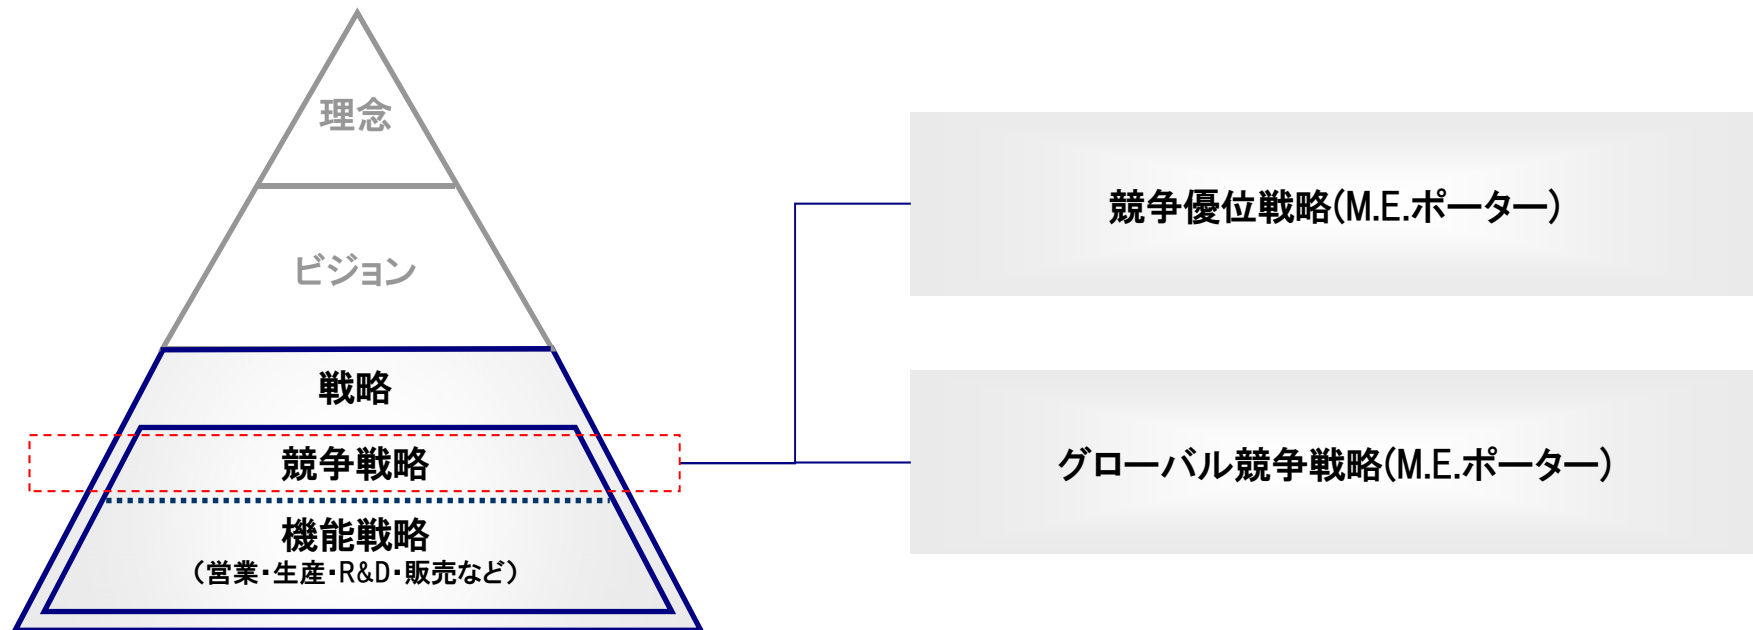 理念
ビジョン
戦略
競争戦略
機能戦略
（営業・生産・R&D・販売など）
競争優位戦略(M.E.ポーター)
グローバル競争戦略(M.E.ポーター)